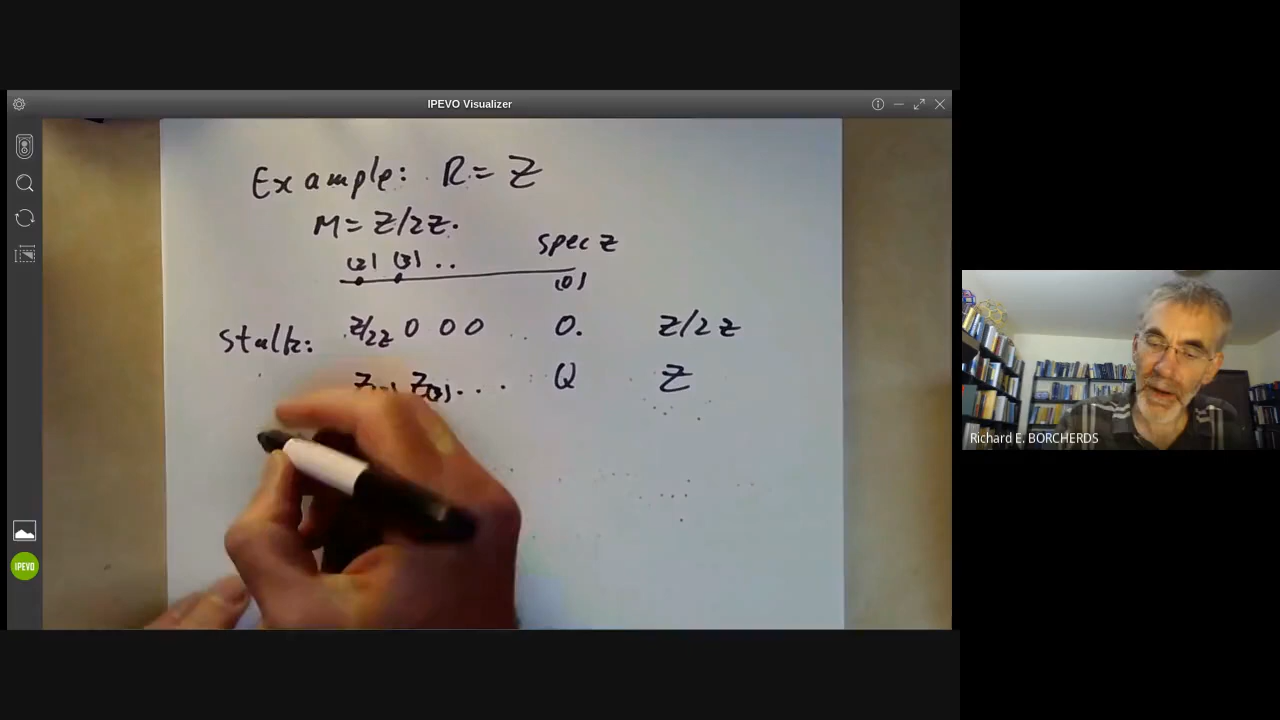 IPEVO Visualizer
Example: R = Z
M = Z/2Z.
spec Z
(2) (3) ..
(0)
Stalk: Z/2Z 0 0 0 .. 0. Z/2Z
Z(3) ... Q Z
IPEVO
Richard E. BORCHERDS